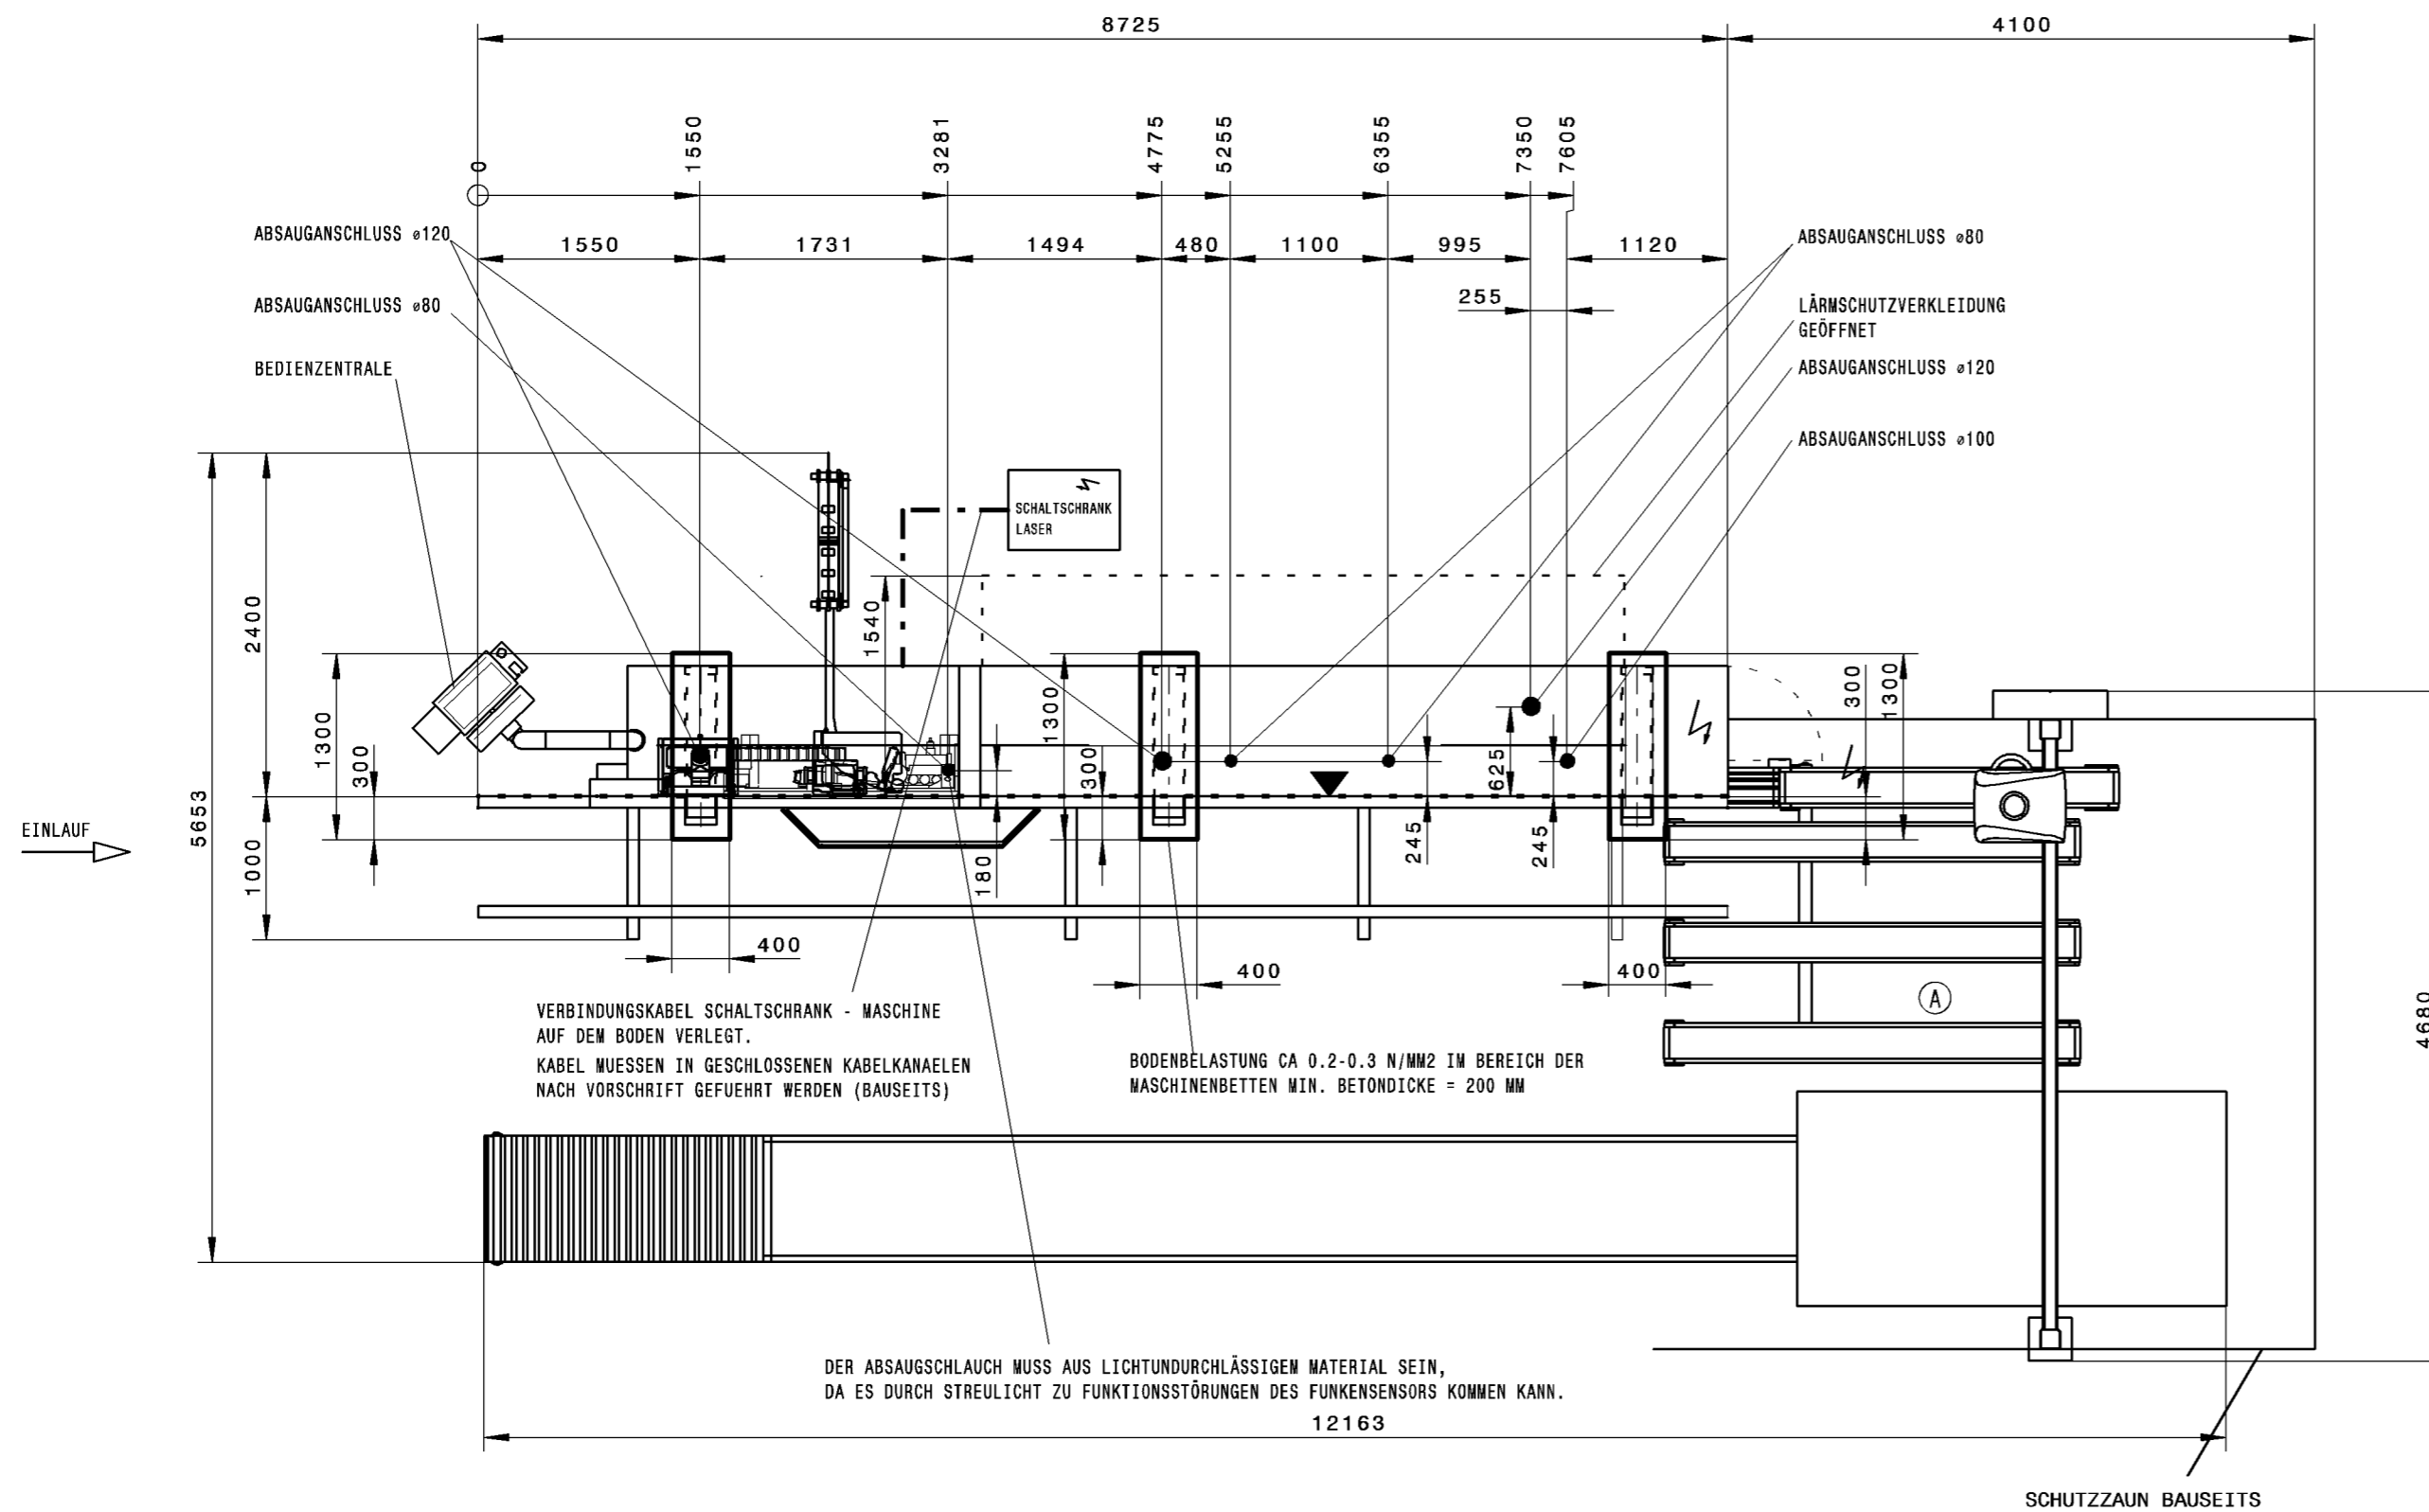 8725
4100
0
1550
3281
4775
5255
6355
7350
7605
ABSAUGANSCHLUSS ø120
1550
1731
1494
480
1100
995
1120
ABSAUGANSCHLUSS ø80
255
ABSAUGANSCHLUSS ø80
LÄRMSCHUTZVERKLEIDUNG
GEÖFFNET
BEDIENZENTRALE
ABSAUGANSCHLUSS ø120
ABSAUGANSCHLUSS ø100
SCHALTSCHRANK
LASER
2400
1540
1300
300
1300
300
625
245
245
300
1300
5653
1000
180
EINLAUF
400
400
400
A
4680
VERBINDUNGSKABEL SCHALTSCHRANK - MASCHINE
AUF DEM BODEN VERLEGT.
KABEL MUESSEN IN GESCHLOSSENEN KABELKANAELEN
NACH VORSCHRIFT GEFUEHRT WERDEN (BAUSEITS)
BODENBELASTUNG CA 0.2-0.3 N/MM2 IM BEREICH DER
MASCHINENBETTEN MIN. BETONDICKE = 200 MM
DER ABSAUGSCHLAUCH MUSS AUS LICHTUNDURCHLÄSSIGEM MATERIAL SEIN,
DA ES DURCH STREULICHT ZU FUNKTIONSSTÖRUNGEN DES FUNKENSENSORS KOMMEN KANN.
12163
SCHUTZZAUN BAUSEITS